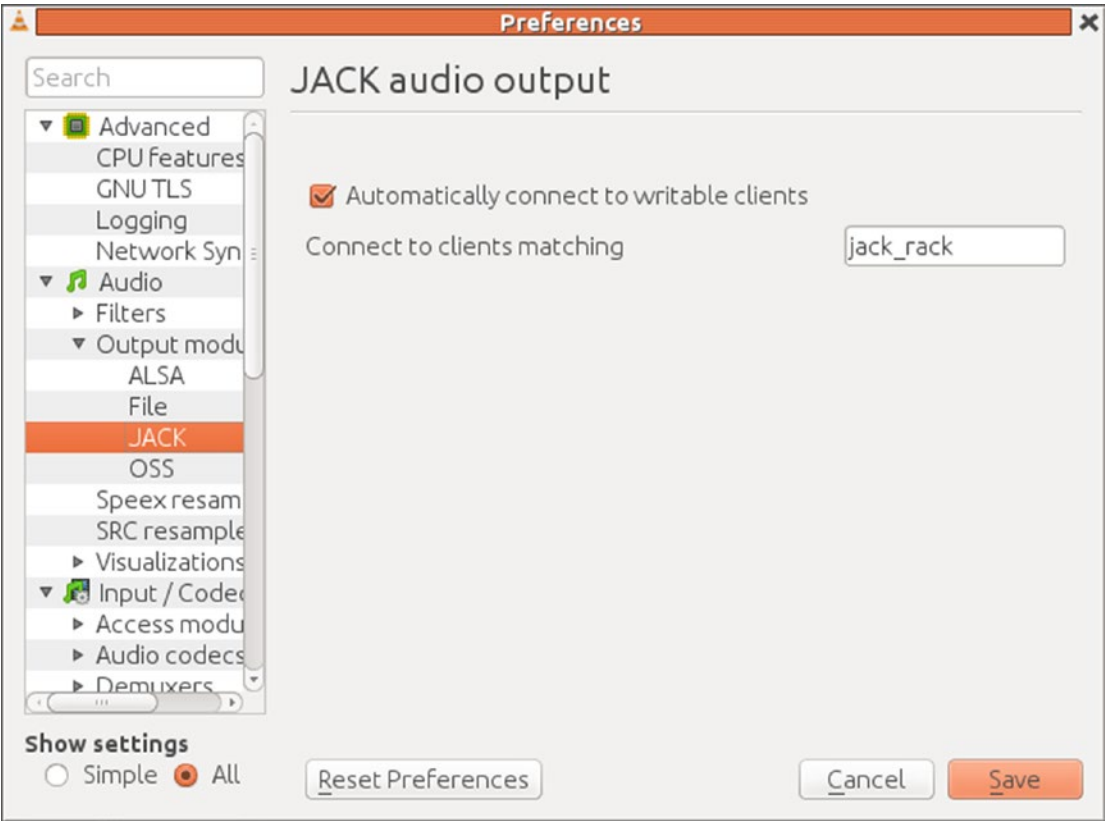 Preferences
Search
Advanced
CPU features
GNU TLS
Logging
Network Syn
Audio
Filters
Output modu
ALSA
File
JACK
OSS
Speex resam
SRC resample
Visualizations
Input / Codec
Access modu
Audio codecs
Demuxers
Show settings
Simple All
JACK audio output
Automatically connect to writable clients
Connect to clients matching jack_rack
Reset Preferences Cancel Save